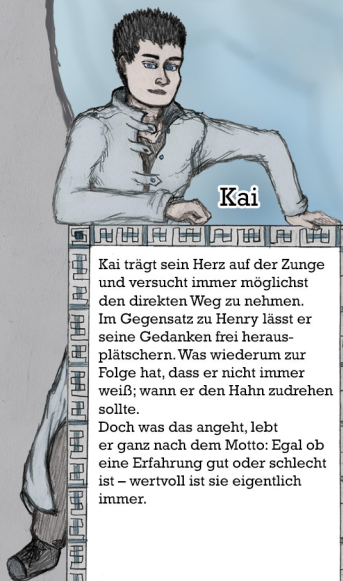 Kai
Kai trägt sein Herz auf der Zunge
und versucht immer möglichst
den direkten Weg zu nehmen.
Im Gegensatz zu Henry lässt er
seine Gedanken frei heraus-
plätschern. Was wiederum zur
Folge hat, dass er nicht immer
weiß; wann er den Hahn zudrehen
sollte.
Doch was das angeht, lebt
er ganz nach dem Motto: Egal ob
eine Erfahrung gut oder schlecht
ist – wertvoll ist sie eigentlich
immer.